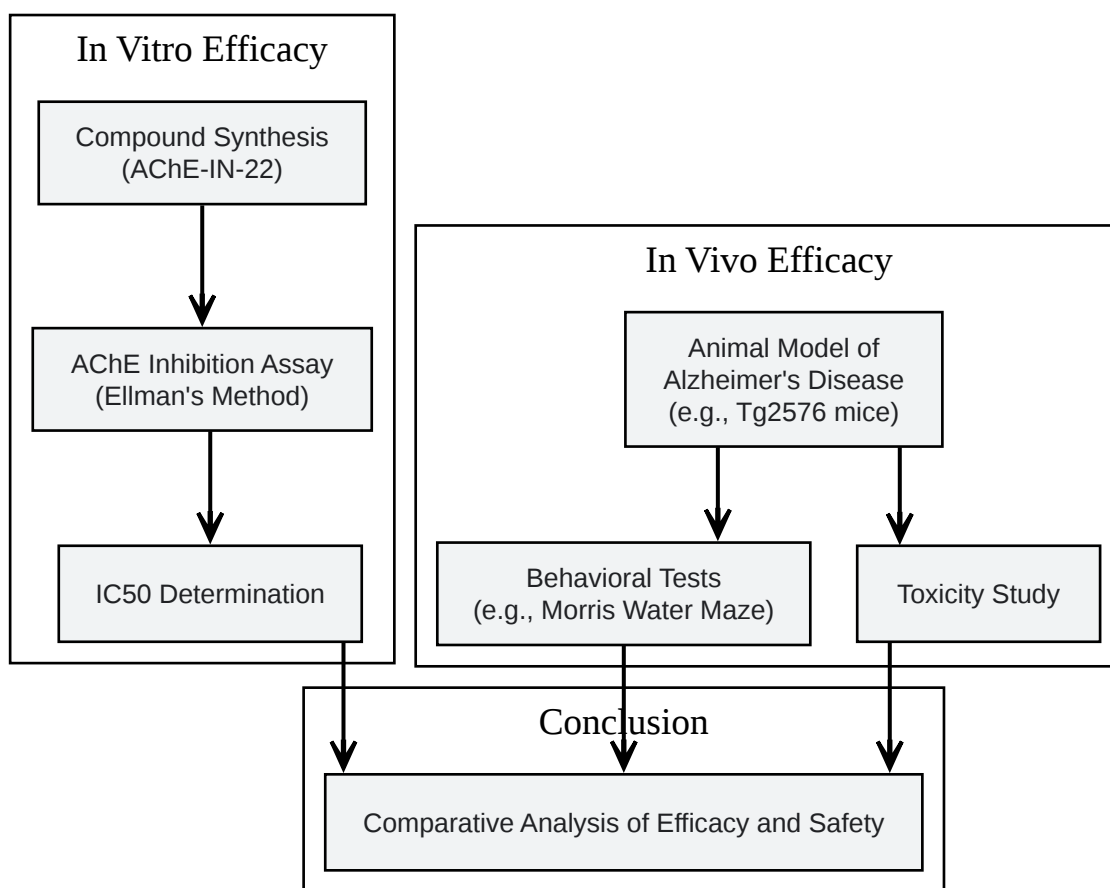 In Vitro Efficacy
Compound Synthesis
(AChE-IN-22)
AChE Inhibition Assay
(Ellman's Method)
IC50 Determination
In Vivo Efficacy
Animal Model of
Alzheimer's Disease
(e.g., Tg2576 mice)
Behavioral Tests
(e.g., Morris Water Maze)
Toxicity Study
Conclusion
Comparative Analysis of Efficacy and Safety